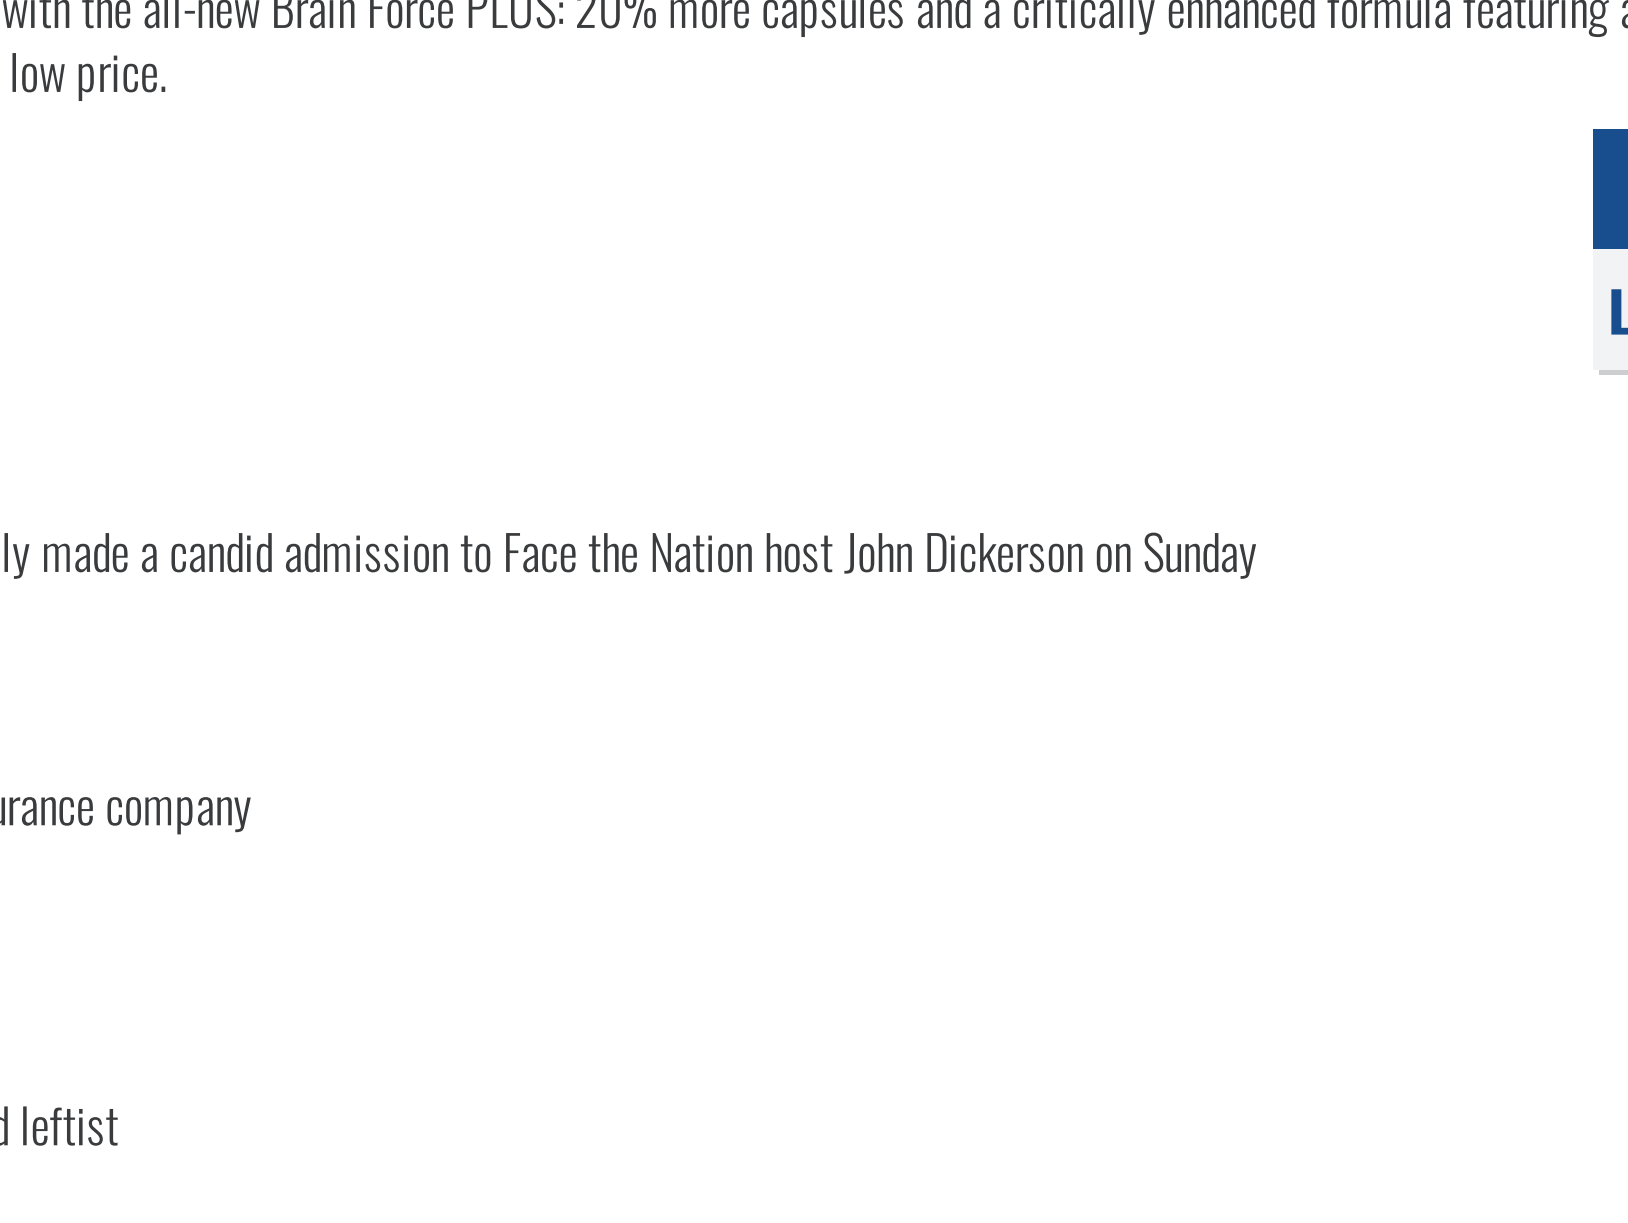 with the all-new Brain Force PLUS: 20% more capsules and a critically enhanced formula featuring
low price.
L
ly made a candid admission to Face the Nation host John Dickerson on Sunday
urance company
d leftist